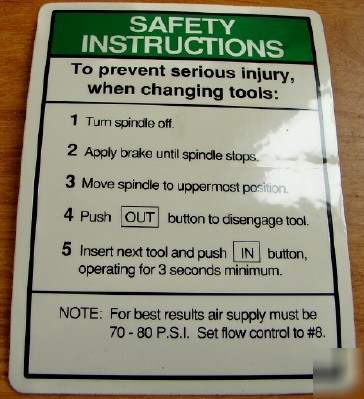 SAFETY
INSTRUCTIONS
To prevent serious injury,
when changing tools:
1 Turn spindle off.
2 Apply brake until spindle stops.
3 Move spindle to uppermost position.
4 Push OUT button to disengage tool.
5 Insert next tool and push IN button,
operating for 3 seconds minimum.
NOTE: For best results air supply must be
70 - 80 P.S.I. Set flow control to #8.